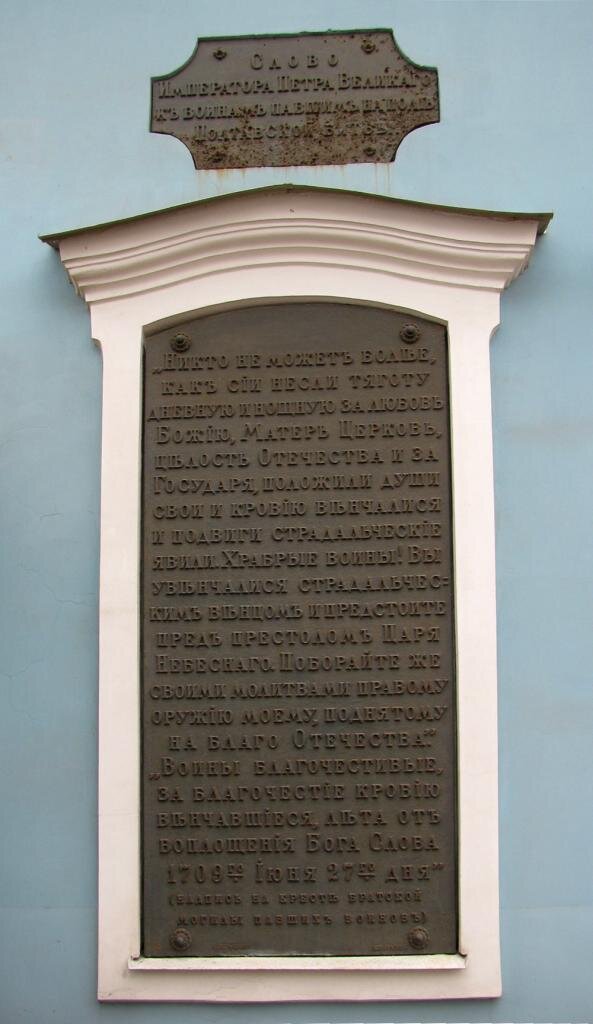 Слово
Императора Петра Великаго
къ воинамъ павшимъ на поле
Полтавской битвы
„Никто не можетъ болье,
какъ сіи несли тяготу
дневную и нощную за любовь
Божію, Матерь Церковь,
цѣлость Отечества и за
Государя, положили души
свои и кровію вѣнчалися
и подвиги страдальческіе
явили. Храбрые воины! Вы
увѣнчалися страдальчес=
кимъ вѣнцомъ и предстоите
предъ престоломъ Царя
Небеснаго. Поборайте же
своими молитвами правому
оружію моему, поднятому
на благо Отечества."
„Воины благочестивые,
за благочестіе кровію
вѣнчавшіеся, лѣта отъ
воплощенія Бога Слова
1709го Іюня 27го дня"
(надпись на крестѣ братской
могилы павшихъ воиновъ)